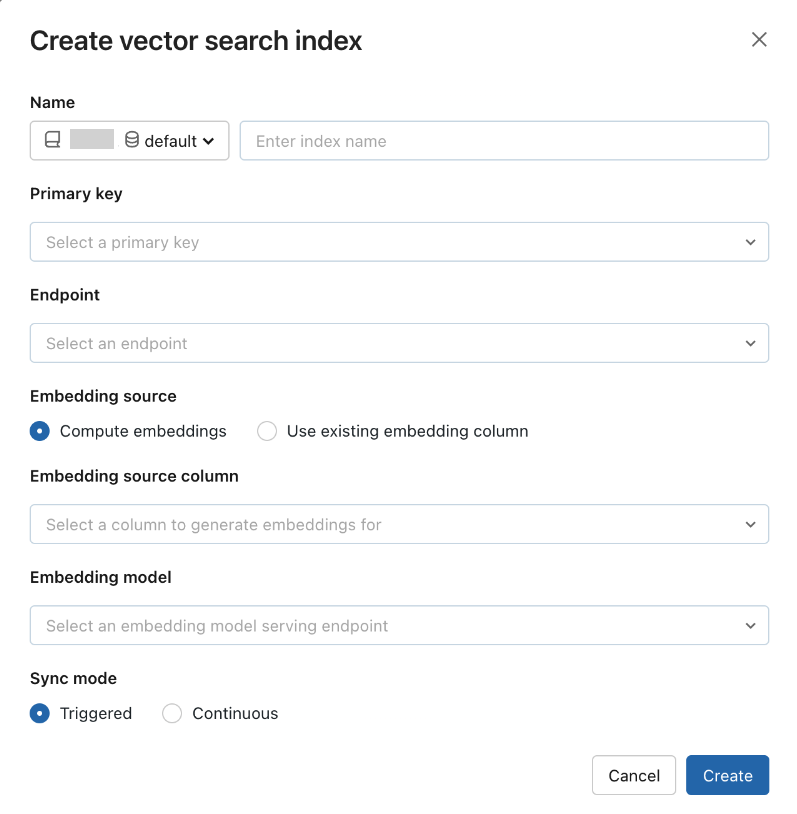 Create vector search index
Name
default
Enter index name
Primary key
Select a primary key
Endpoint
Select an endpoint
Embedding source
Compute embeddings Use existing embedding column
Embedding source column
Select a column to generate embeddings for
Embedding model
Select an embedding model serving endpoint
Sync mode
Triggered Continuous
Cancel Create